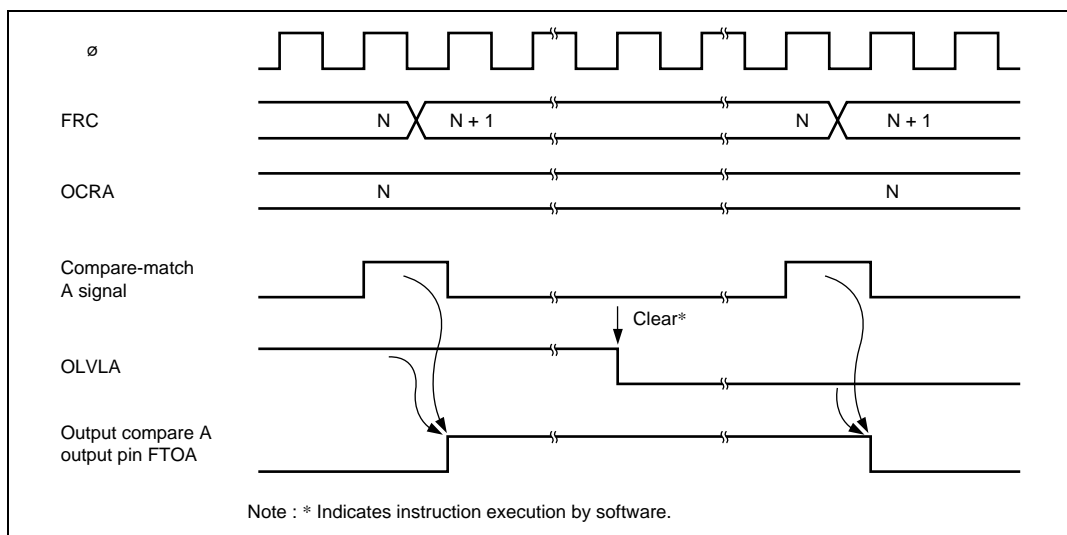 ø
FRC
N
N + 1
N
N + 1
OCRA
N
N
Compare-match
A signal
Clear*
OLVLA
Output compare A
output pin FTOA
Note : * Indicates instruction execution by software.